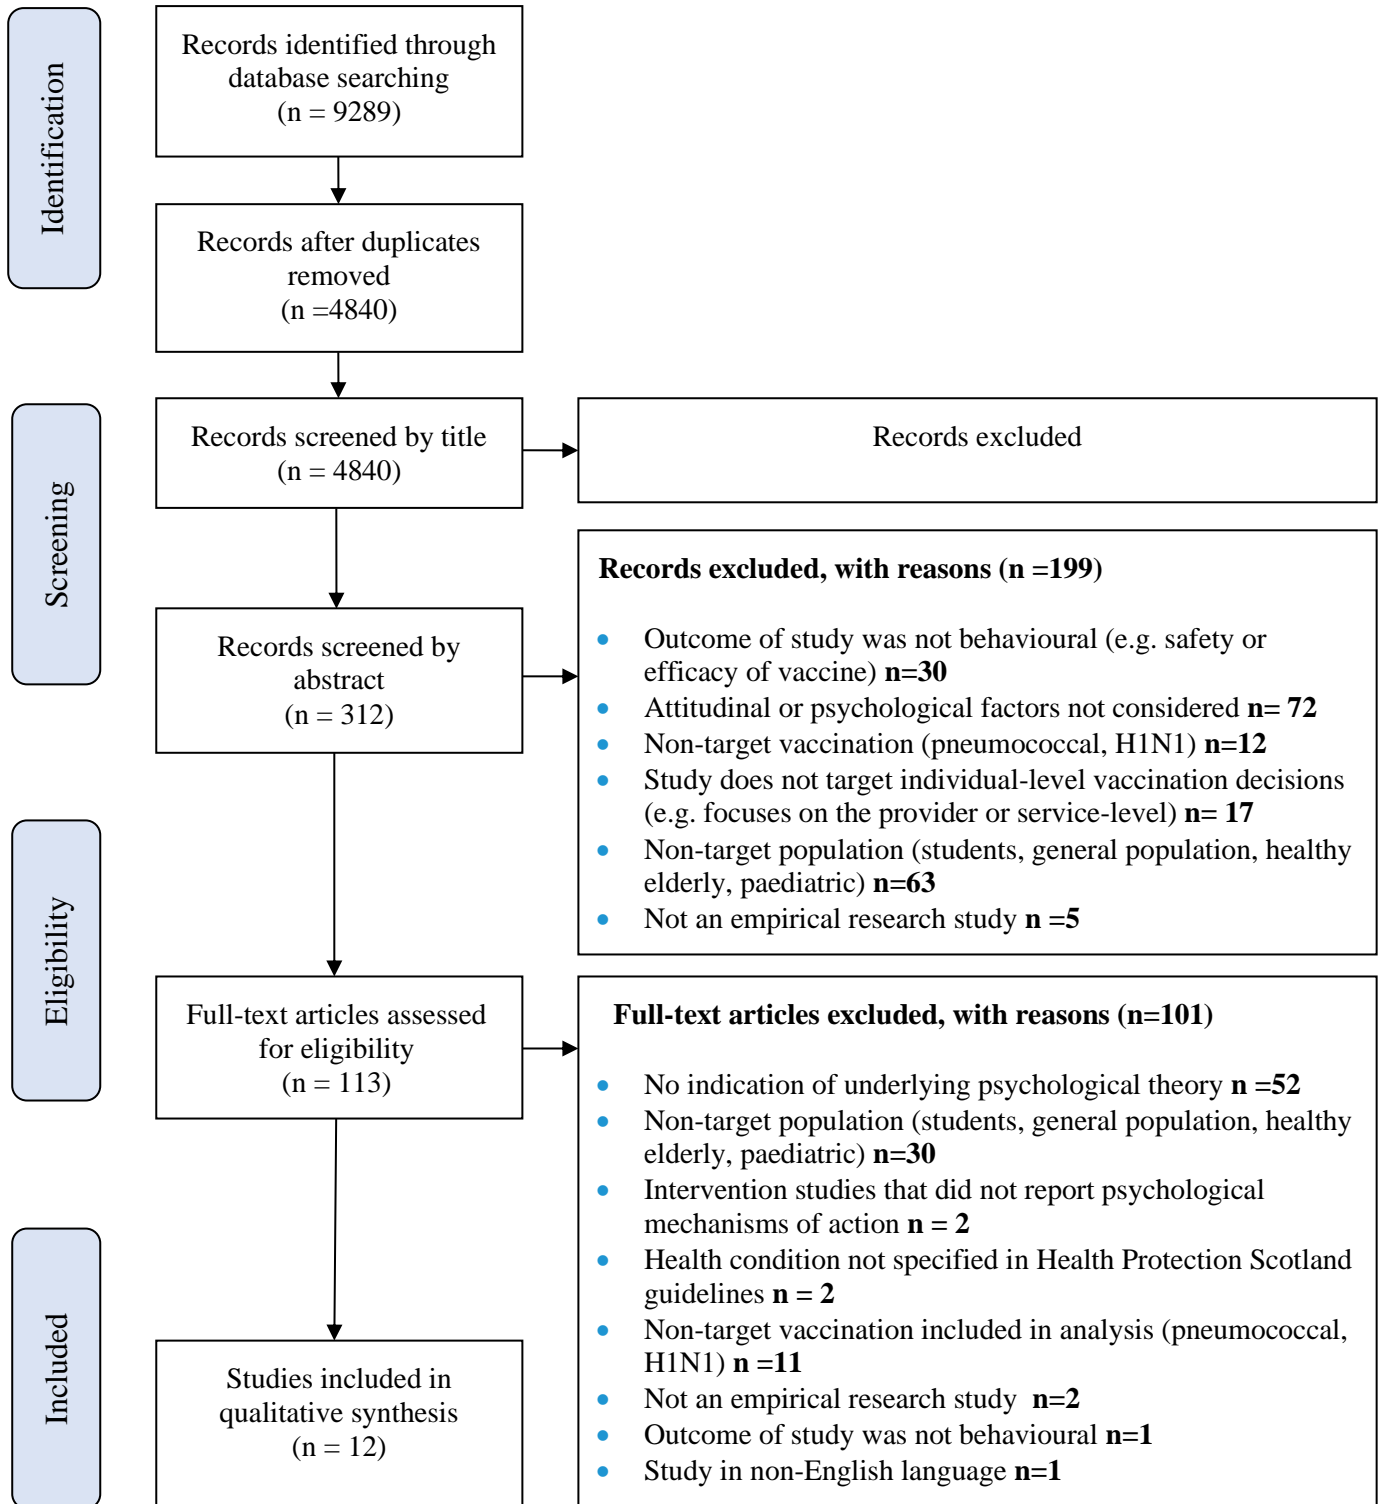 Identification
Records identified through
database searching
(n = 9289)
Records after duplicates
removed
(n =4840)
Screening
Records screened by title
(n = 4840)
Records excluded
Records screened by
abstract
(n = 312)
Records excluded, with reasons (n =199)
• Outcome of study was not behavioural (e.g. safety or
efficacy of vaccine) n=30
• Attitudinal or psychological factors not considered n= 72
• Non-target vaccination (pneumococcal, H1N1) n=12
• Study does not target individual-level vaccination decisions
(e.g. focuses on the provider or service-level) n= 17
• Non-target population (students, general population, healthy
elderly, paediatric) n=63
• Not an empirical research study n =5
Eligibility
Full-text articles assessed
for eligibility
(n = 113)
Full-text articles excluded, with reasons (n=101)
• No indication of underlying psychological theory n =52
• Non-target population (students, general population, healthy
elderly, paediatric) n=30
• Intervention studies that did not report psychological
mechanisms of action n = 2
• Health condition not specified in Health Protection Scotland
guidelines n = 2
• Non-target vaccination included in analysis (pneumococcal,
H1N1) n =11
• Not an empirical research study n=2
• Outcome of study was not behavioural n=1
• Study in non-English language n=1
Included
Studies included in
qualitative synthesis
(n = 12)